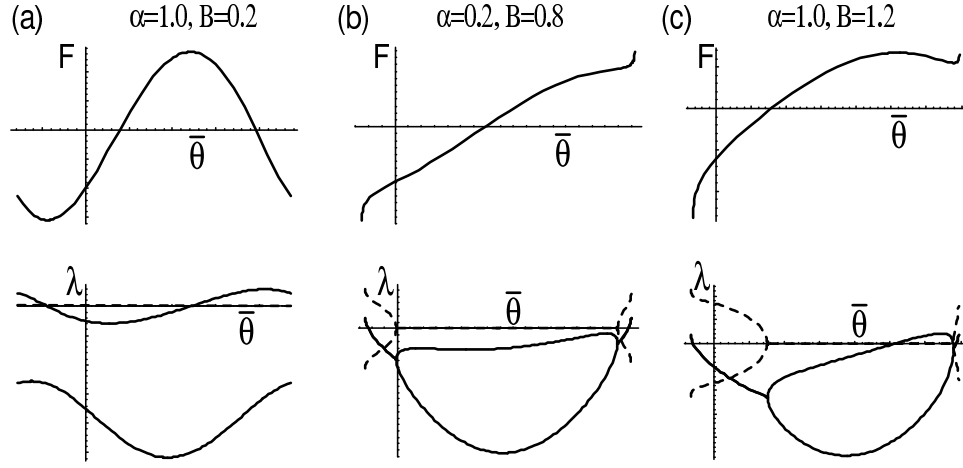 (a) α=1.0, B=0.2
F
θ̄
λ
θ̄
(b) α=0.2, B=0.8
F
θ̄
λ
θ̄
(c) α=1.0, B=1.2
F
θ̄
λ
θ̄